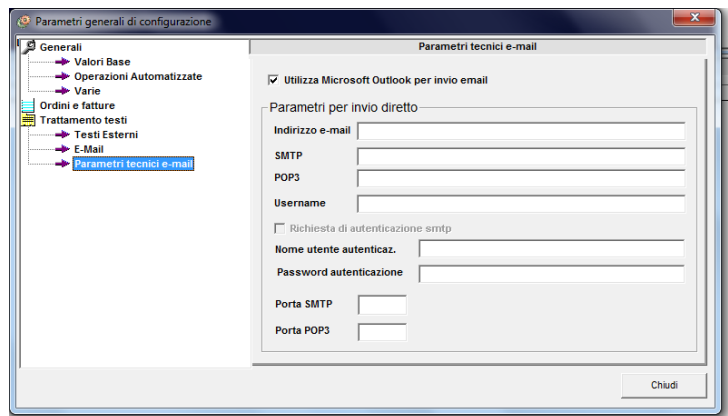 Parametri generali di configurazione
Generali
Valori Base
Operazioni Automatizzate
Varie
Ordini e fatture
Trattamento testi
Testi Esterni
E-Mail
Parametri tecnici e-mail
Parametri tecnici e-mail
Utilizza Microsoft Outlook per invio email
Parametri per invio diretto
Indirizzo e-mail
SMTP
POP3
Username
Richiesta di autenticazione smtp
Nome utente autenticaz.
Password autenticazione
Porta SMTP
Porta POP3
Chiudi